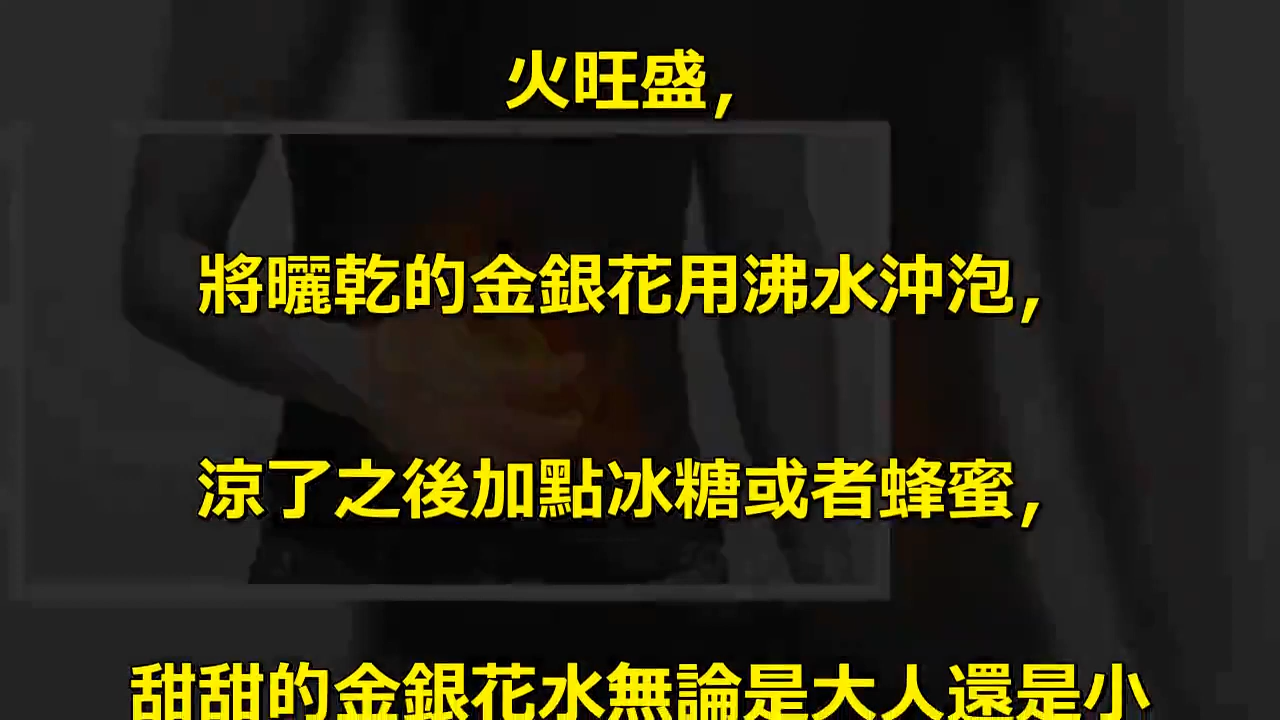 火旺盛，
將曬乾的金銀花用沸水沖泡，
涼了之後加點冰糖或者蜂蜜，
甜甜的金銀花水無論是大人還是小